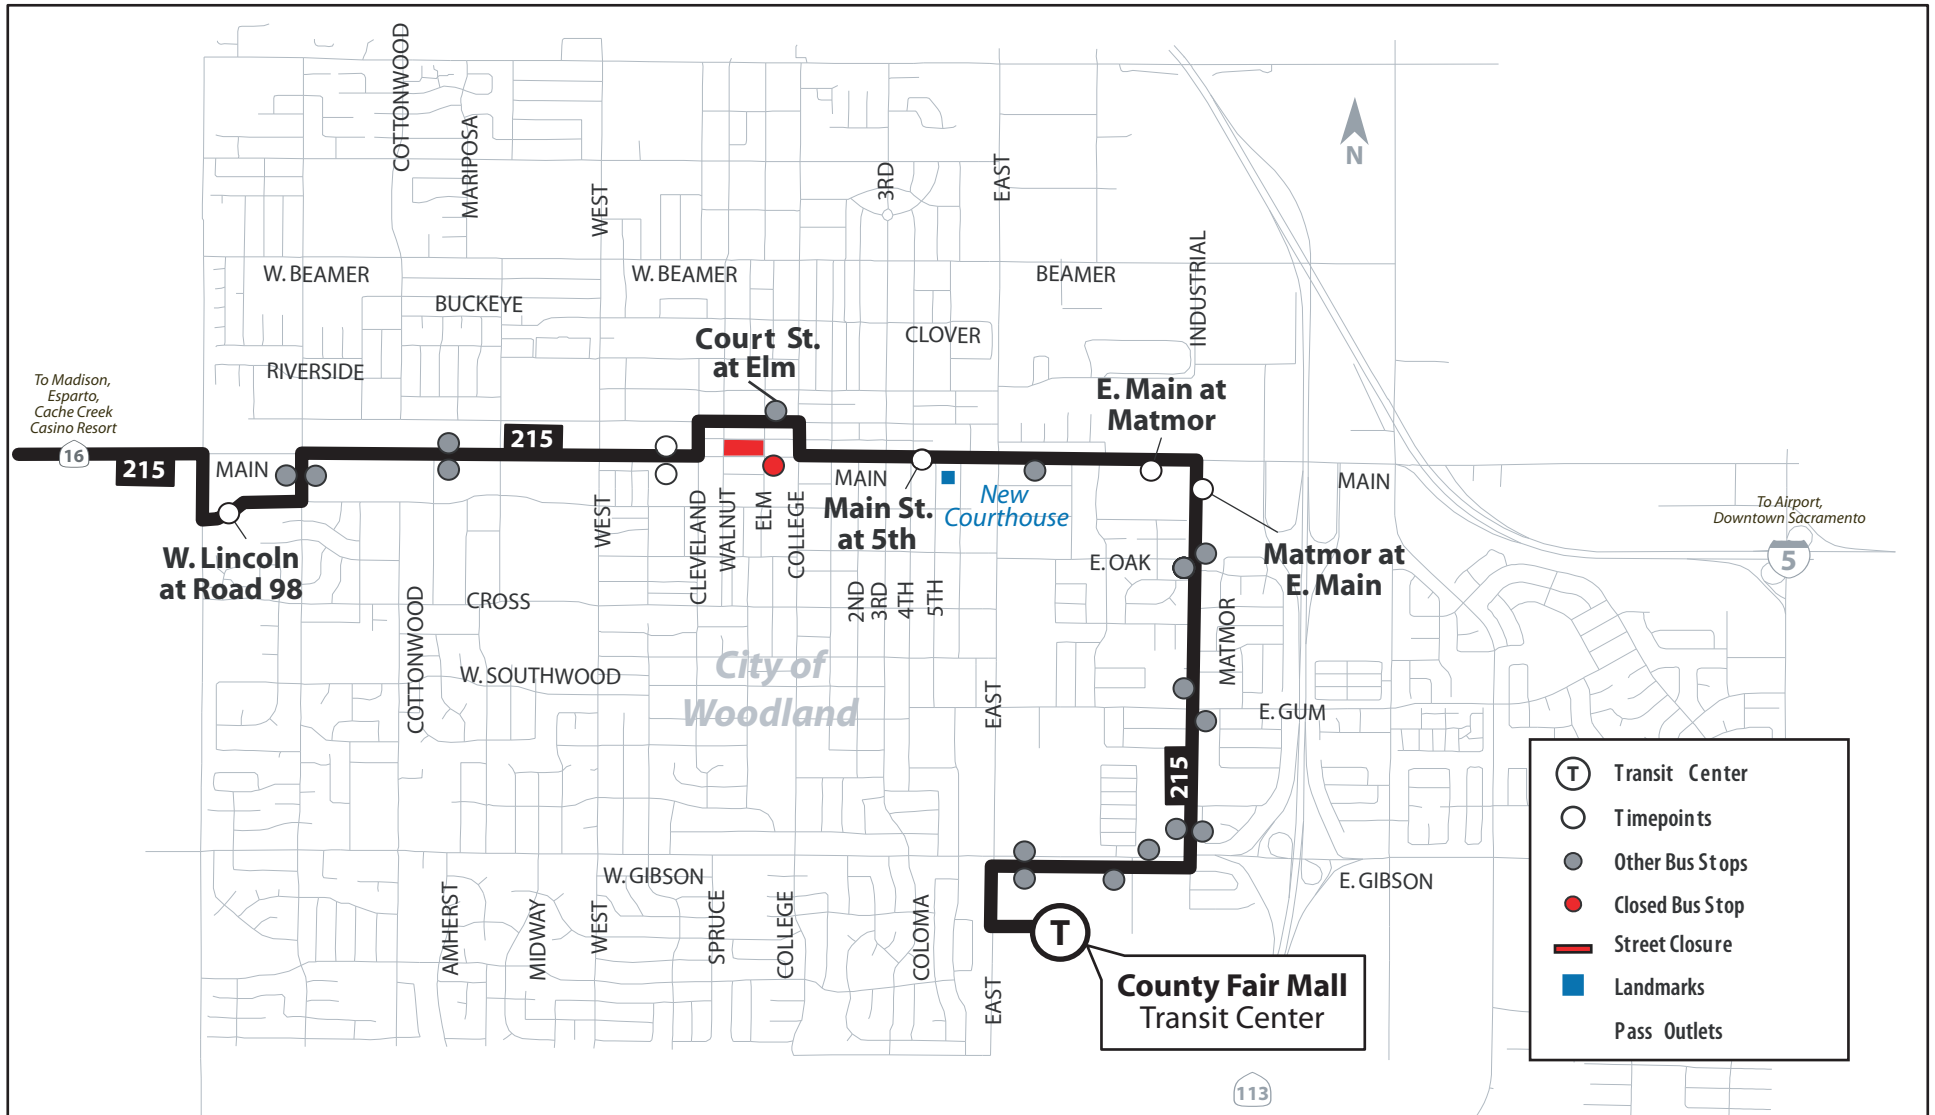 COTTONWOOD
MARIPOSA
WEST
3RD
EAST
N
INDUSTRIAL
W. BEAMER
W. BEAMER
BEAMER
BUCKEYE
CLOVER
Court St.
at Elm
RIVERSIDE
To Madison,
Esparto,
Cache Creek
Casino Resort
E. Main at
Matmor
16
215
215
MAIN
MAIN
MAIN
W. Lincoln
at Road 98
WEST
CLEVELAND
WALNUT
ELM
COLLEGE
Main St.
at 5th
New
Courthouse
To Airport,
Downtown Sacramento
5
E. OAK
Matmor at
E. Main
COTTONWOOD
CROSS
2ND
3RD
4TH
5TH
MATMOR
W. SOUTHWOOD
City of
Woodland
EAST
E. GUM
215
W. GIBSON
E. GIBSON
AMHERST
MIDWAY
WEST
SPRUCE
COLLEGE
COLOMA
EAST
T
County Fair Mall
Transit Center
113
T
Transit Center
Timepoints
Other Bus Stops
Closed Bus Stop
Street Closure
Landmarks
Pass Outlets